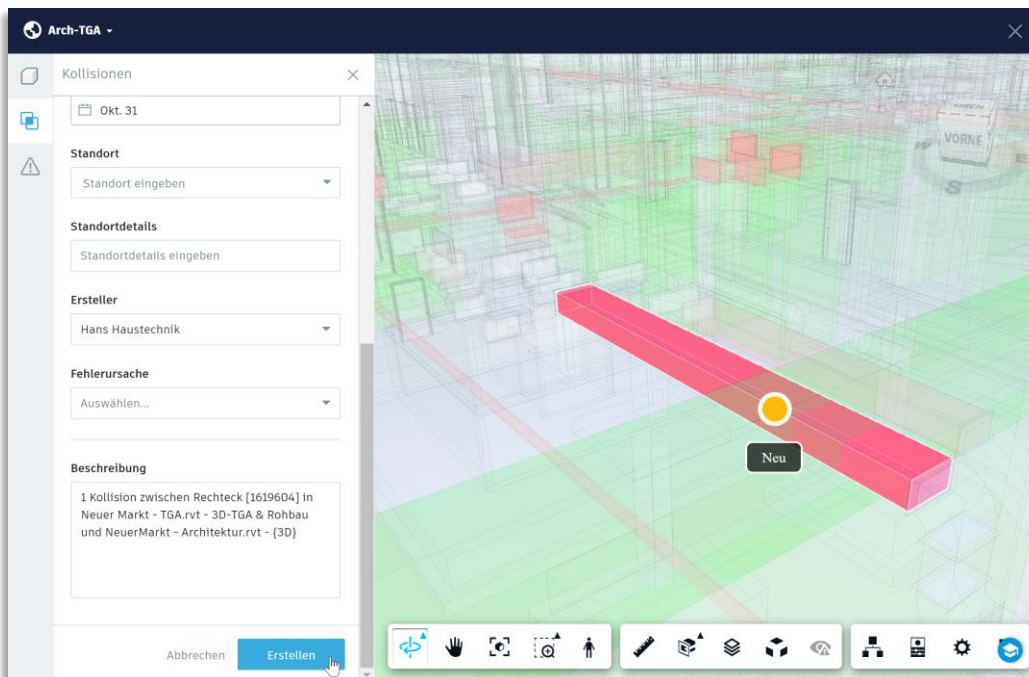 Arch-TGA
Kollisionen
Okt. 31
Standort
Standort eingeben
Standortdetails
Standortdetails eingeben
Ersteller
Hans Haustechnik
Fehlerursache
Auswählen...
Beschreibung
1 Kollision zwischen Rechteck [1619604] in
Neuer Markt - TGA.rvt - 3D-TGA & Rohbau
und NeuerMarkt - Architektur.rvt - {3D}
Abbrechen
Erstellen
OBEN
VORNE
S
Neu